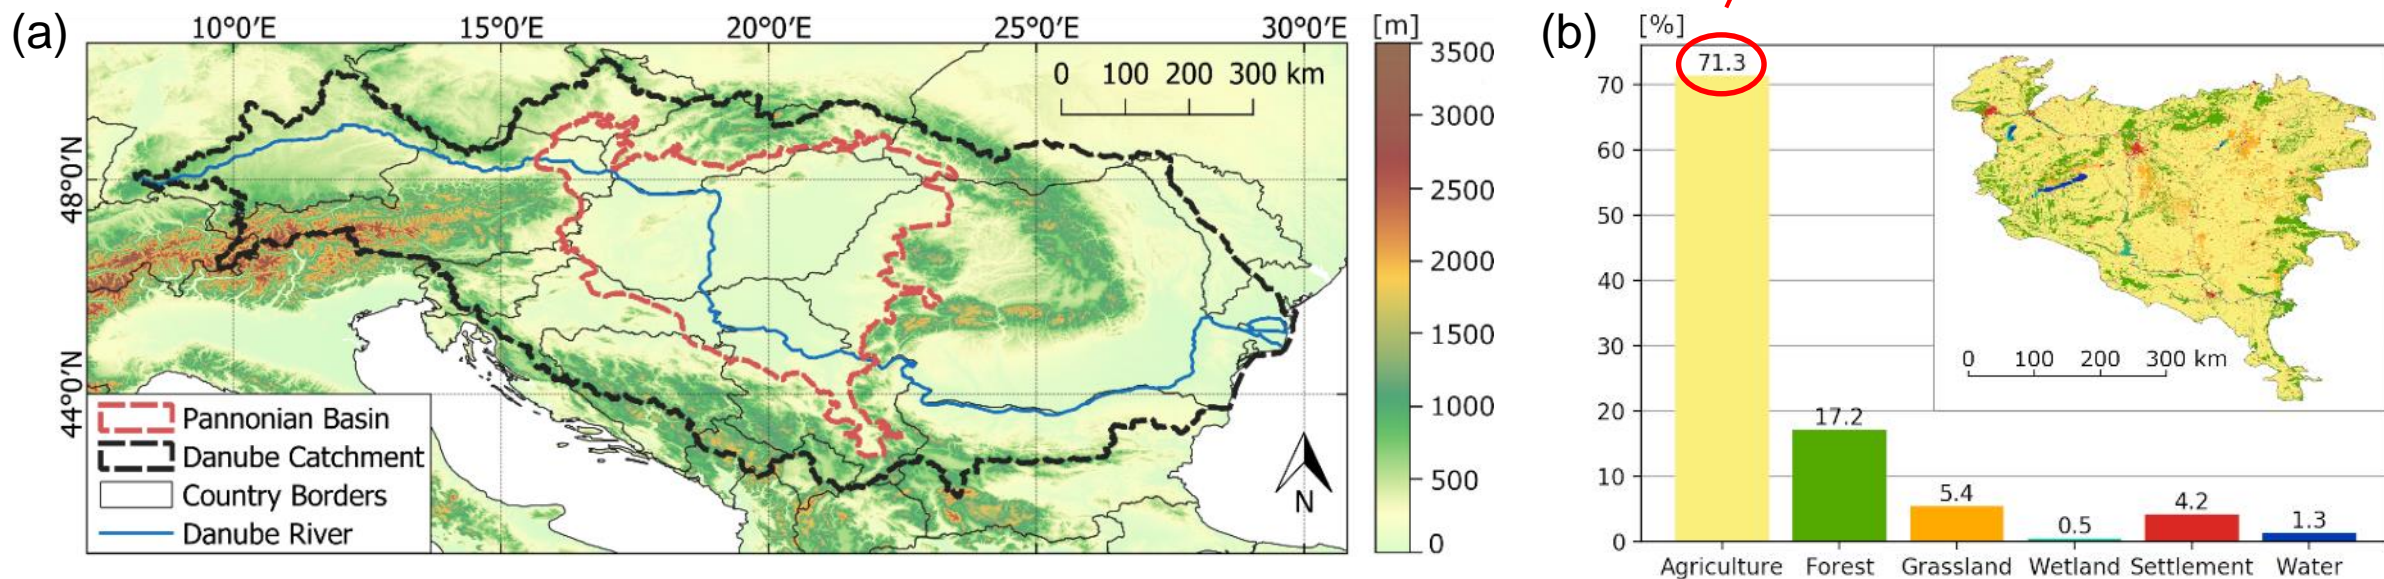 (a)
10°0′E 15°0′E 20°0′E 25°0′E 30°0′E
[m]
48°0′N
44°0′N
0 100 200 300 km
3500
3000
2500
2000
1500
1000
500
0
Pannonian Basin
Danube Catchment
Country Borders
Danube River
N
(b)
[%]
70
60
50
40
30
20
10
0
71.3
17.2
5.4
0.5
4.2
1.3
0 100 200 300 km
Agriculture Forest Grassland Wetland Settlement Water